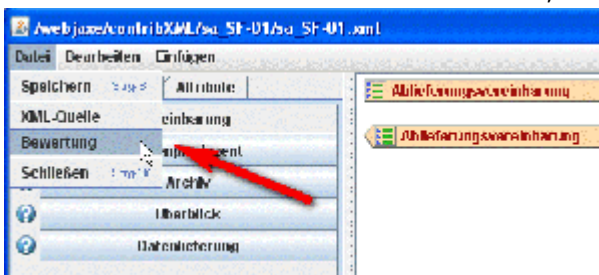 /webjaxe/contribXML/sa_SF-01/sa_SF-01.xml
Datei Bearbeiten Einfügen
Speichern Attribute
XML-Quelle
Bewertung
Schließen
Archiv
Überblick
Datenlieferung
Ablieferungsvereinbarung
Ablieferungsvereinbarung